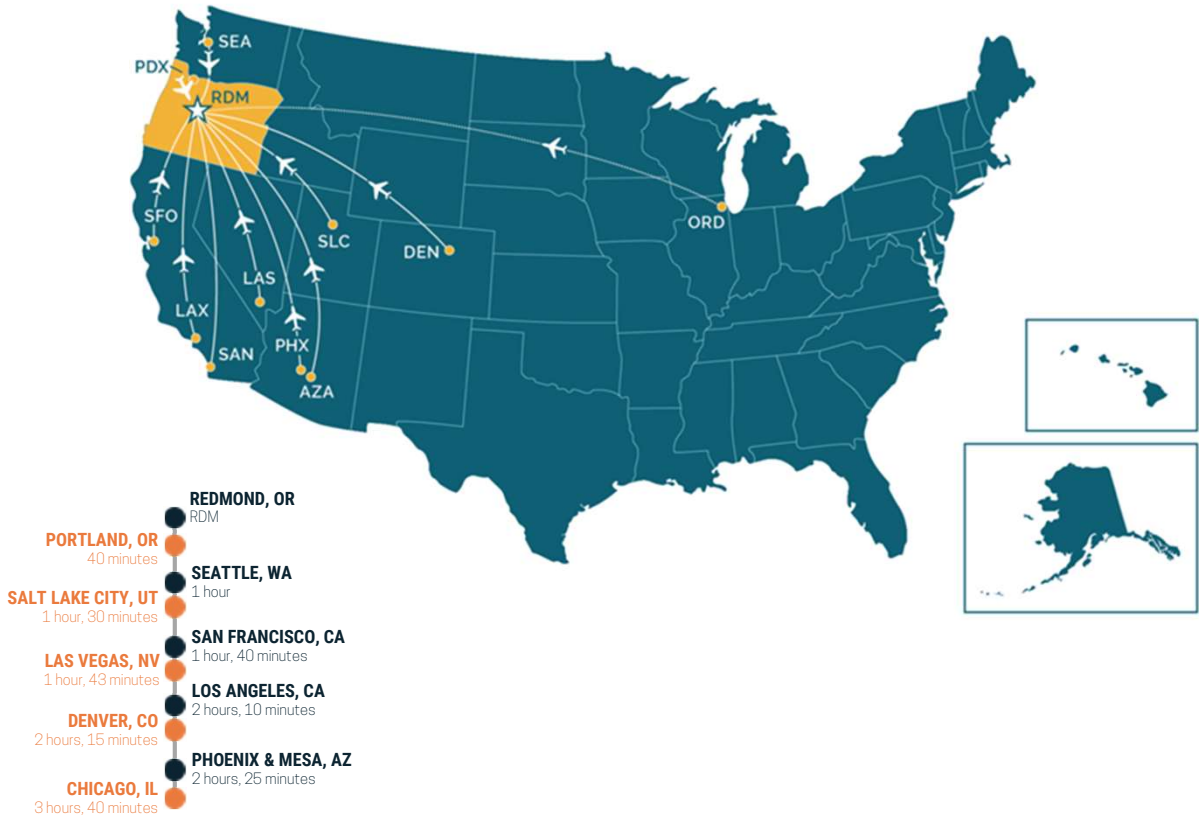 SEA
PDX
RDM
SFO
SLC
ORD
DEN
LAS
LAX
PHX
SAN
AZA
REDMOND, OR
RDM
PORTLAND, OR
40 minutes
SEATTLE, WA
1 hour
SALT LAKE CITY, UT
1 hour, 30 minutes
SAN FRANCISCO, CA
1 hour, 40 minutes
LAS VEGAS, NV
1 hour, 43 minutes
LOS ANGELES, CA
2 hours, 10 minutes
DENVER, CO
2 hours, 15 minutes
PHOENIX & MESA, AZ
2 hours, 25 minutes
CHICAGO, IL
3 hours, 40 minutes